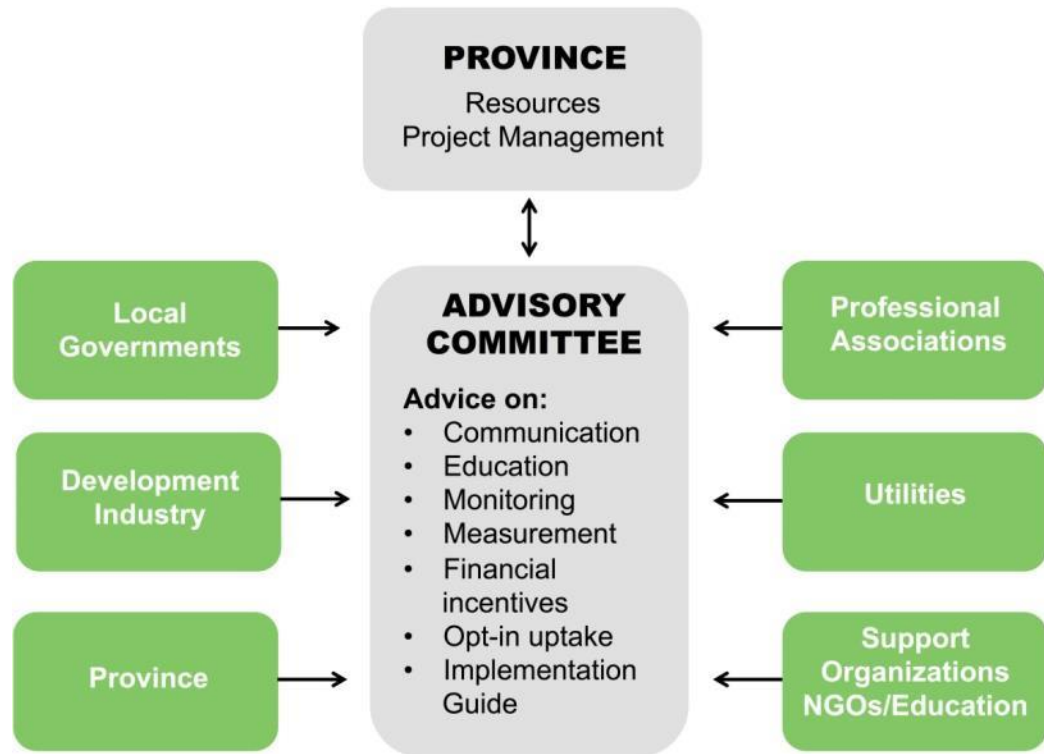 PROVINCE
Resources
Project Management
Local
Governments
Development
Industry
Province
ADVISORY
COMMITTEE
Advice on:
• Communication
• Education
• Monitoring
• Measurement
• Financial
incentives
• Opt-in uptake
• Implementation
Guide
Professional
Associations
Utilities
Support
Organizations
NGOs/Education